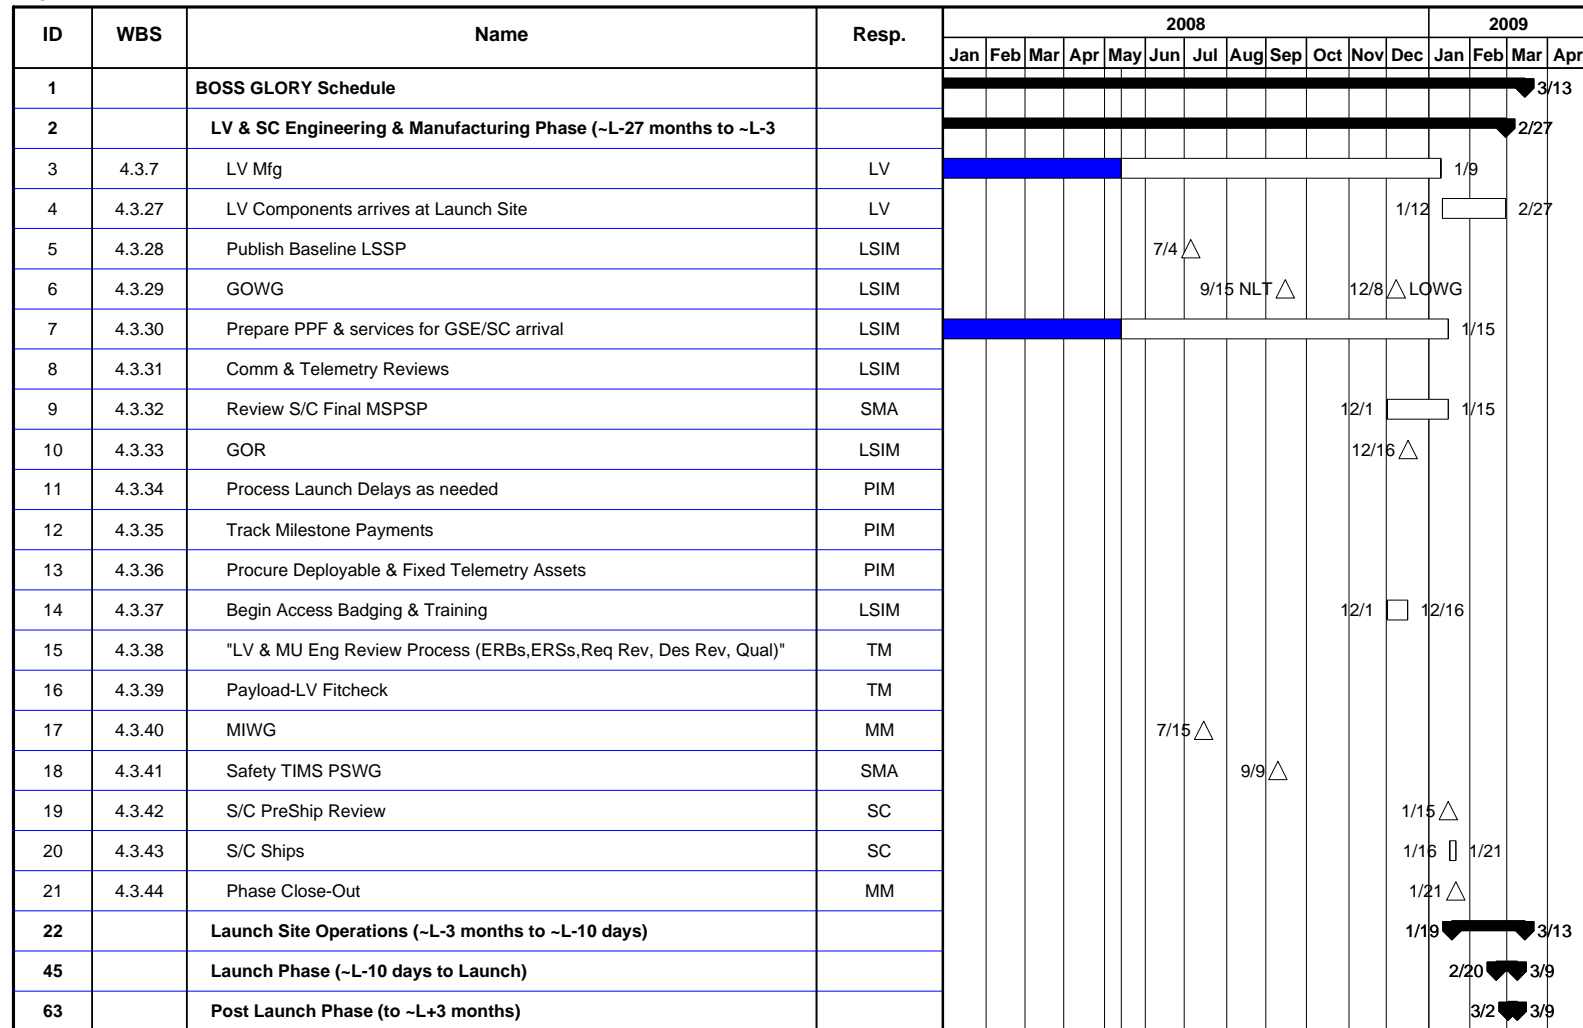 ID WBS Name Resp. 2008 2009
Jan Feb Mar Apr May Jun Jul Aug Sep Oct Nov Dec Jan Feb Mar Apr
1 BOSS GLORY Schedule 3/13
2 LV & SC Engineering & Manufacturing Phase (~L-27 months to ~L-3 2/27
3 4.3.7 LV Mfg LV 1/9
4 4.3.27 LV Components arrives at Launch Site LV 1/12 2/27
5 4.3.28 Publish Baseline LSSP LSIM 7/4
6 4.3.29 GOWG LSIM 9/15 NLT 12/8 LOWG
7 4.3.30 Prepare PPF & services for GSE/SC arrival LSIM 1/15
8 4.3.31 Comm & Telemetry Reviews LSIM
9 4.3.32 Review S/C Final MSPSP SMA 12/1 1/15
10 4.3.33 GOR LSIM 12/16
11 4.3.34 Process Launch Delays as needed PIM
12 4.3.35 Track Milestone Payments PIM
13 4.3.36 Procure Deployable & Fixed Telemetry Assets PIM
14 4.3.37 Begin Access Badging & Training LSIM 12/1 12/16
15 4.3.38 "LV & MU Eng Review Process (ERBs,ERSs,Req Rev, Des Rev, Qual)" TM
16 4.3.39 Payload-LV Fitcheck TM
17 4.3.40 MIWG MM 7/15
18 4.3.41 Safety TIMS PSWG SMA 9/9
19 4.3.42 S/C PreShip Review SC 1/15
20 4.3.43 S/C Ships SC 1/16 1/21
21 4.3.44 Phase Close-Out MM 1/21
22 Launch Site Operations (~L-3 months to ~L-10 days) 1/19 3/13
45 Launch Phase (~L-10 days to Launch) 2/20 3/9
63 Post Launch Phase (to ~L+3 months) 3/2 3/9